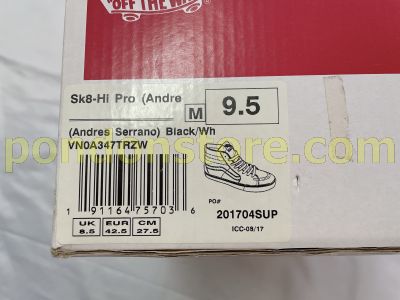 "OFF THE WALL"
Sk8-Hi Pro (Andre
M
9.5
(Andres Serrano) Black/Wh
VN0A347TRZW
pondonstore.com
1 91164 75703 6
PO#
201704SUP
UK EUR CM
8.5 42.5 27.5
ICC-08/17